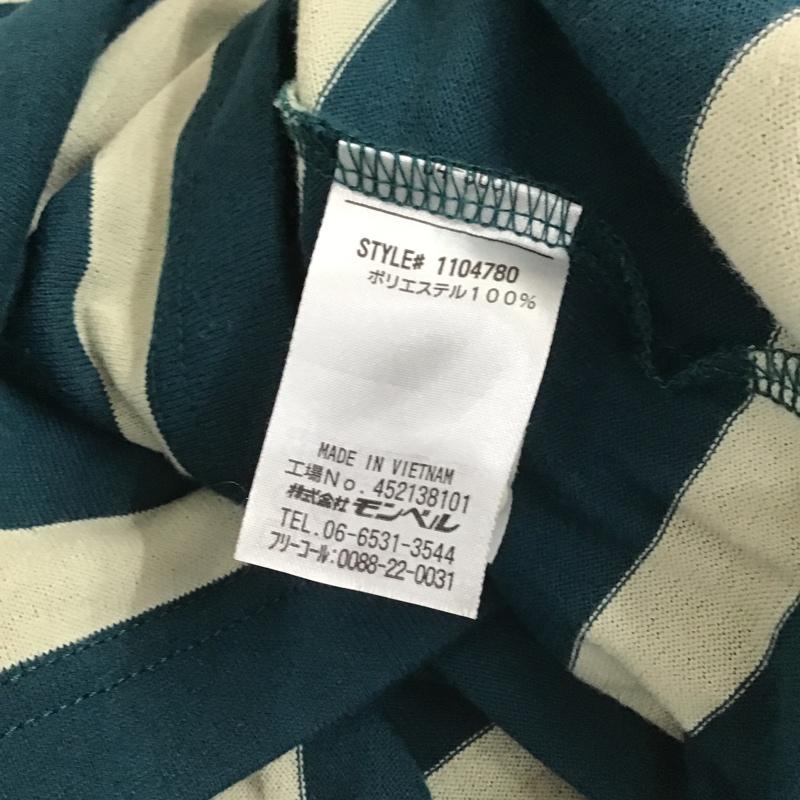 STYLE# 1104780
ポリエステル100%
MADE IN VIETNAM
工場No. 452138101
株式会社 モンベル
TEL.06-6531-3544
フリーコール:0088-22-0031